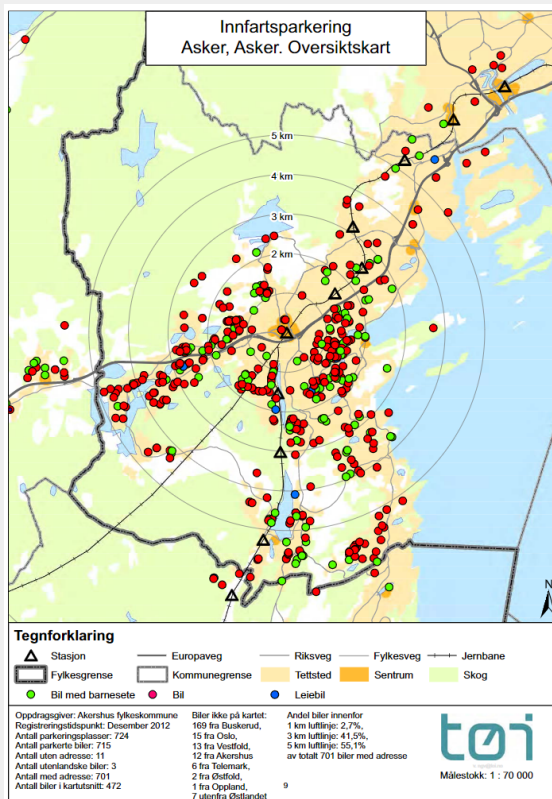 Innfartsparkering
Asker, Asker. Oversiktskart
5 km
4 km
3 km
2 km
N
Tegnforklaring
Stasjon
Europaveg
Riksveg
Fylkesveg
Jernbane
Fylkesgrense
Kommunegrense
Tettsted
Sentrum
Skog
Bil med barnesete
Bil
Leiebil
Oppdragsgiver: Akershus fylkeskommune
Registreringstidspunkt: Desember 2012
Antall parkeringsplasser: 724
Antall parkerte biler: 715
Antall uten adresse: 11
Antall utenlandske biler: 3
Antall med adresse: 701
Antall biler i kartutsnitt: 472
Biler ikke på kartet:
169 fra Buskerud,
15 fra Oslo,
13 fra Vestfold,
12 fra Akershus
6 fra Telemark,
2 fra Østfold,
1 fra Oppland,
7 utenfra Østlandet
Andel biler innenfor
1 km luftlinje: 2,7%,
3 km luftlinje: 41,5%,
5 km luftlinje: 55,1%
av totalt 701 biler med adresse
9
tøi
Målestokk: 1 : 70 000